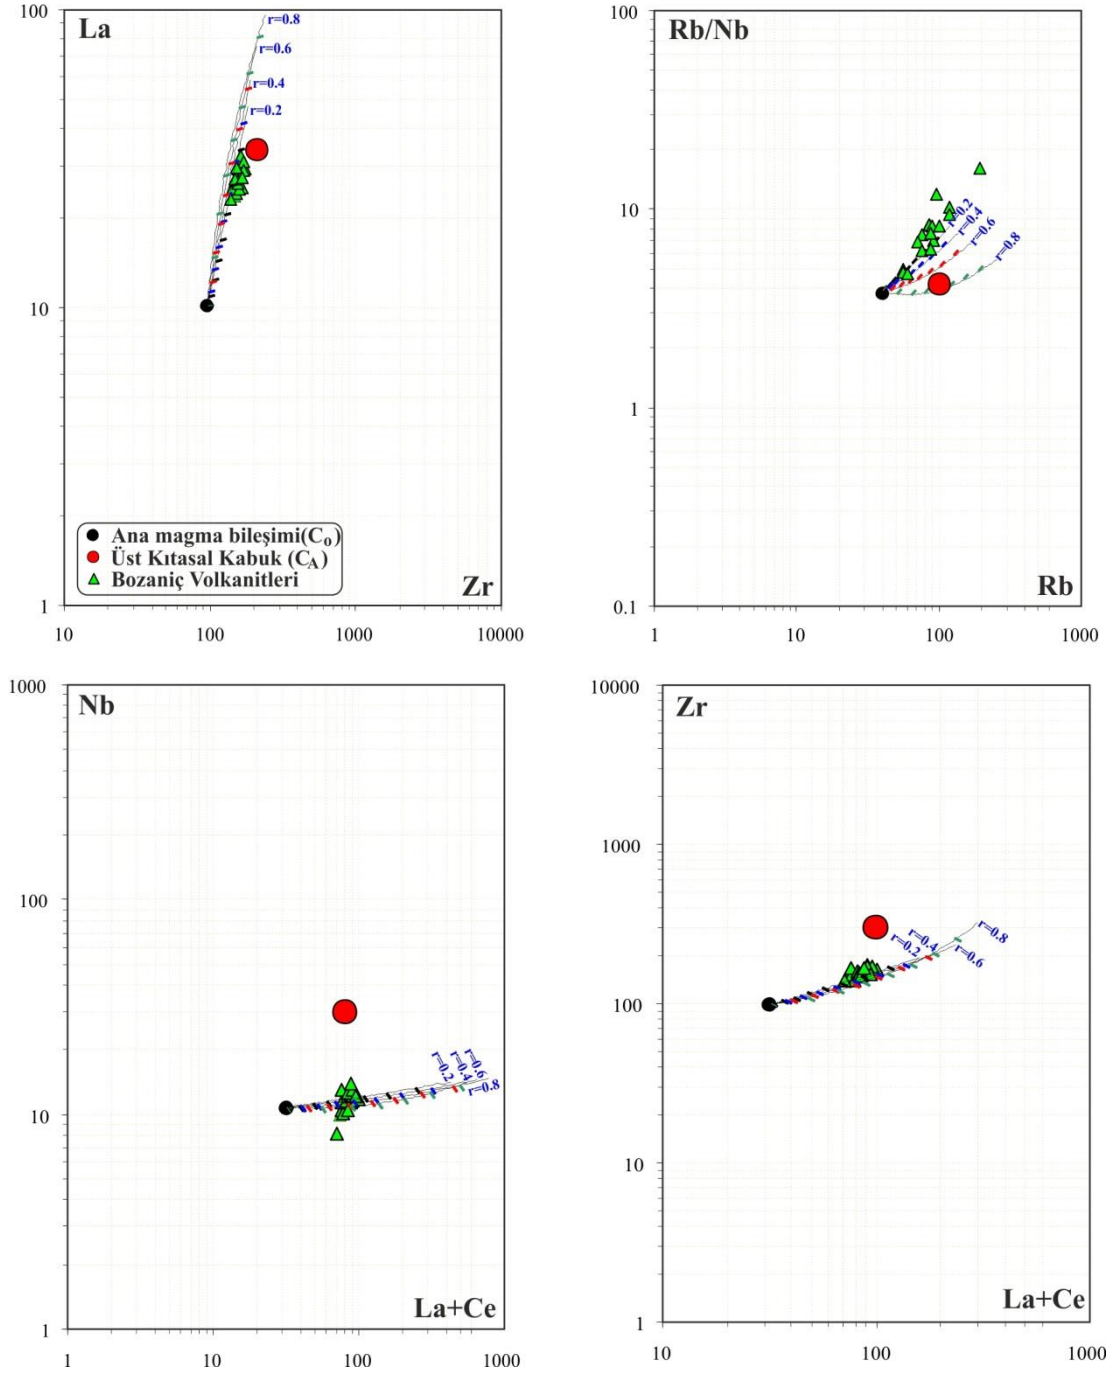 100
La
r=0.8
r=0.6
r=0.4
r=0.2
10
Ana magma bileşimi(C₀)
Üst Kıtasal Kabuk (C_A)
Bozaniç Volkanitleri
Zr
1
10
100
1000
10000
100
Rb/Nb
10
r=0.2
r=0.4
r=0.6
r=0.8
1
Rb
0.1
1
10
100
1000
1000
Nb
100
r=0.2
r=0.4
r=0.6
r=0.8
10
La+Ce
1
1
10
100
1000
10000
Zr
1000
r=0.2
r=0.4
r=0.8
r=0.6
100
10
La+Ce
1
10
100
1000